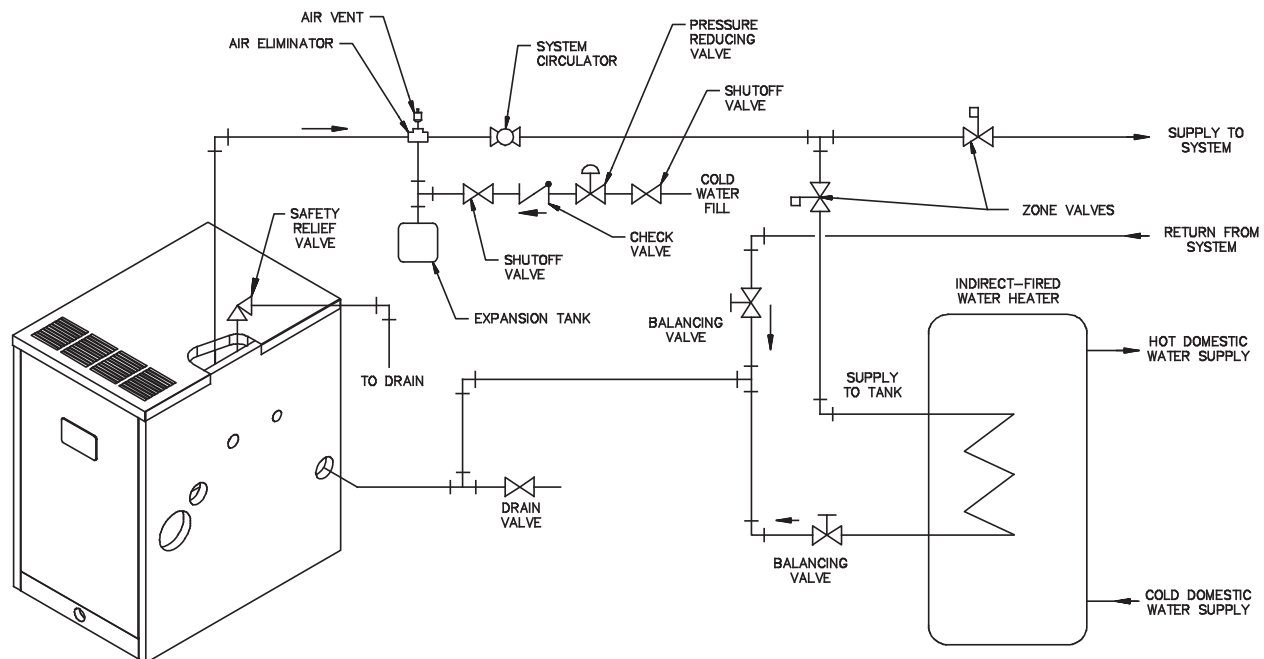 AIR VENT
AIR ELIMINATOR
SYSTEM
CIRCULATOR
PRESSURE
REDUCING
VALVE
SHUTOFF
VALVE
SUPPLY TO
SYSTEM
COLD
WATER
FILL
ZONE VALVES
SAFETY
RELIEF
VALVE
SHUTOFF
VALVE
CHECK
VALVE
RETURN FROM
SYSTEM
EXPANSION TANK
BALANCING
VALVE
INDIRECT-FIRED
WATER HEATER
HOT DOMESTIC
WATER SUPPLY
TO DRAIN
SUPPLY
TO TANK
DRAIN
VALVE
BALANCING
VALVE
COLD DOMESTIC
WATER SUPPLY